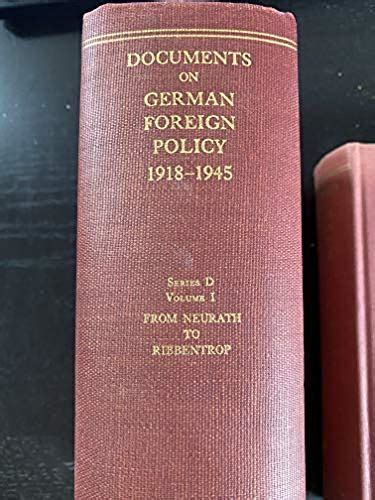 DOCUMENTS
ON
GERMAN
FOREIGN
POLICY
1918–1945
SERIES D
VOLUME I
FROM NEURATH
TO
RIBBENTROP